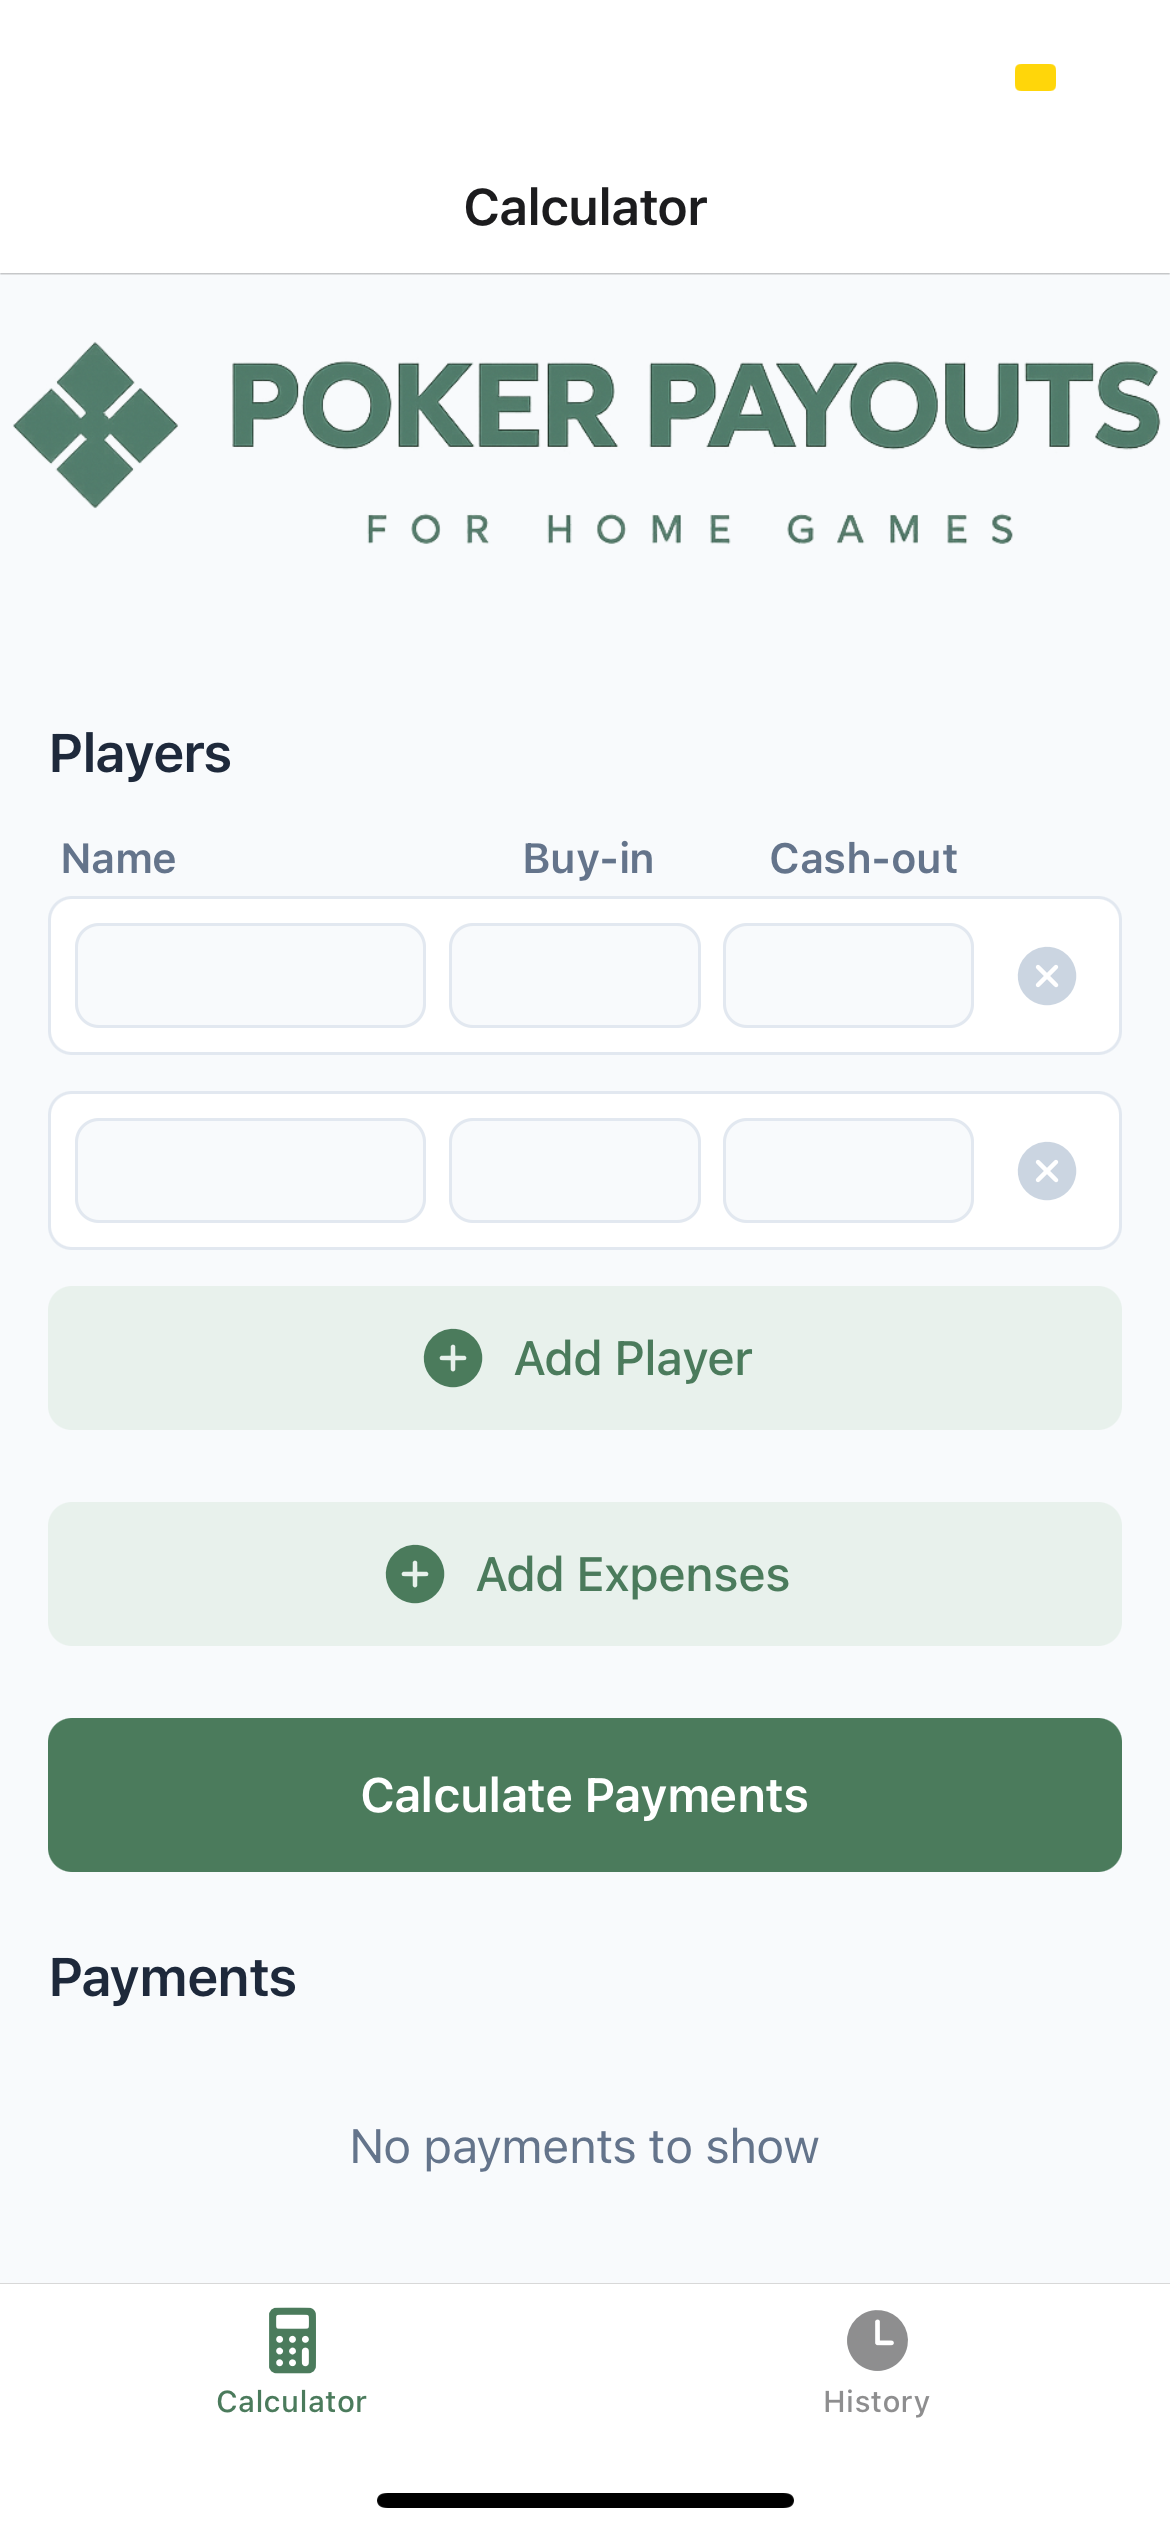 Calculator
POKER PAYOUTS
FOR HOME GAMES
Players
Name Buy-in Cash-out
Add Player
Add Expenses
Calculate Payments
Payments
No payments to show
Calculator History